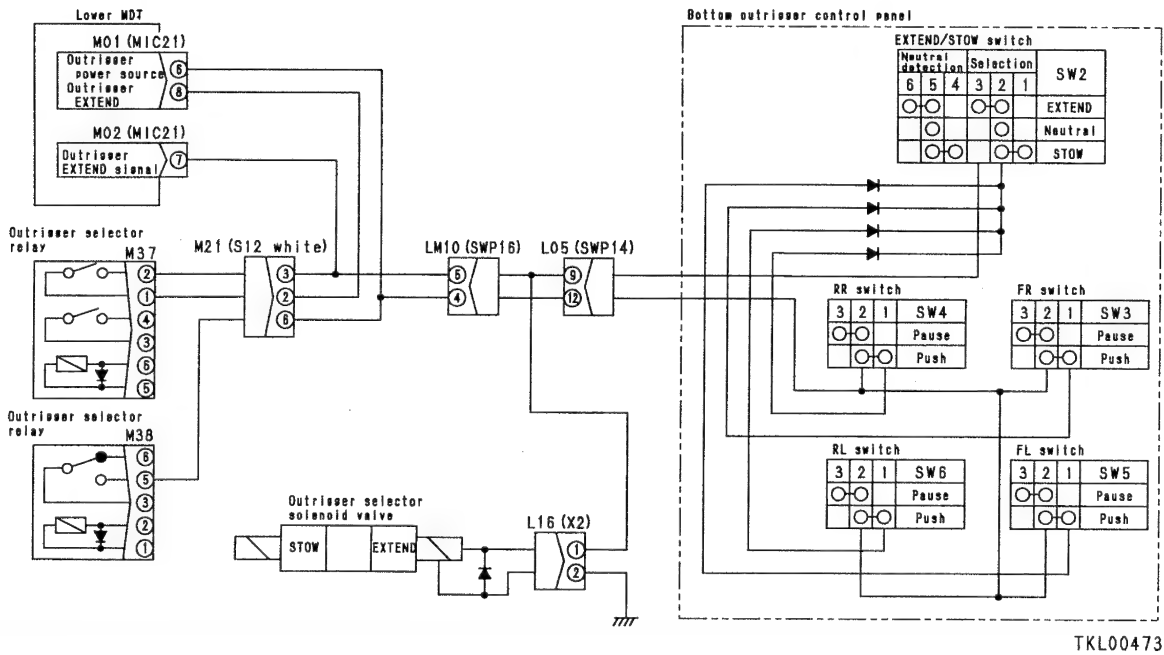 Lower MDT
M01(MIC21)
Outrigger
power source
6
Outrigger
EXTEND
8
M02(MIC21)
Outrigger
EXTEND signal
7
Outrigger selector
relay
M37
2
1
4
3
6
5
Outrigger selector
relay
M38
6
5
3
2
1
M21(S12 white)
3
2
6
LM10(SWP16)
5
4
L05(SWP14)
9
12
Outrigger selector
solenoid valve
STOW
EXTEND
L16(X2)
1
2
Bottom outrigger control panel
EXTEND/STOW switch
Neutral
detection
Selection
SW2
6 5 4 3 2 1
EXTEND
Neutral
STOW
RR switch
3 2 1 SW4
Pause
Push
FR switch
3 2 1 SW3
Pause
Push
RL switch
3 2 1 SW6
Pause
Push
FL switch
3 2 1 SW5
Pause
Push
TKL00473